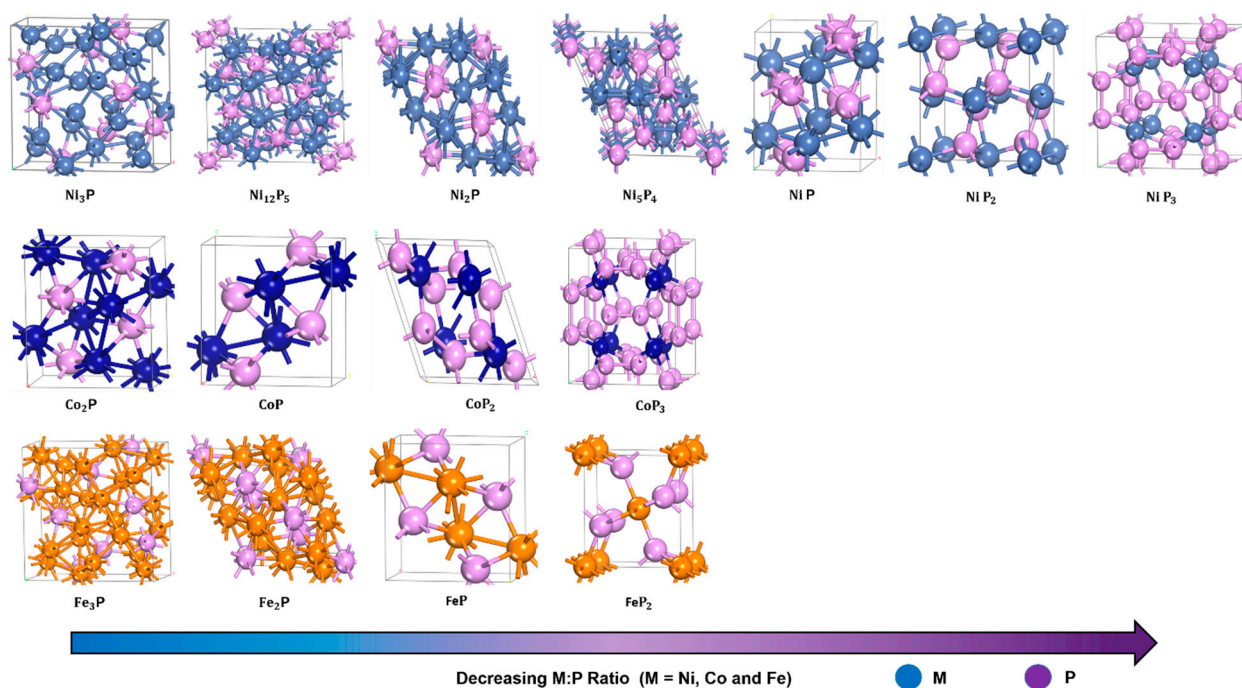 Ni₃P Ni₁₂P₅ Ni₂P Ni₅P₄ Ni P Ni P₂ Ni P₃
Co₂P CoP CoP₂ CoP₃
Fe₃P Fe₂P FeP FeP₂
Decreasing M:P Ratio (M = Ni, Co and Fe) M P